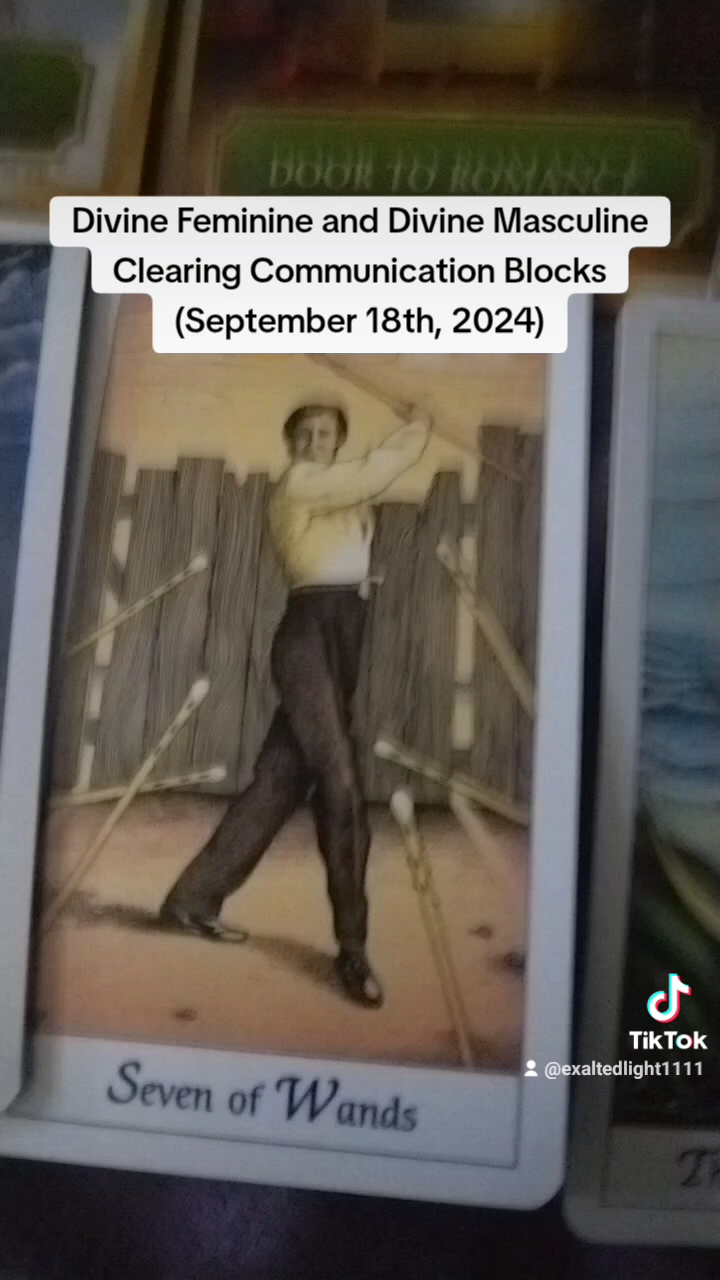 DOOR TO ROMANCE
Divine Feminine and Divine Masculine
Clearing Communication Blocks
(September 18th, 2024)
TikTok
@exaltedlight1111
Seven of Wands